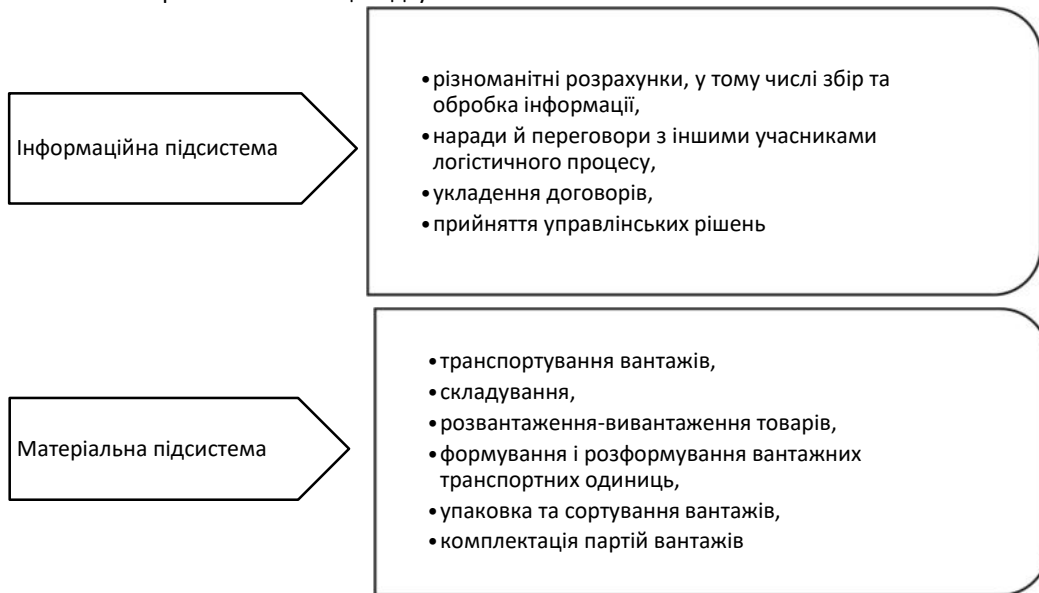 Інформаційна підсистема
•різноманітні розрахунки, у тому числі збір та
обробка інформації,
•наради й переговори з іншими учасниками
логістичного процесу,
•укладення договорів,
•прийняття управлінських рішень
Матеріальна підсистема
•транспортування вантажів,
•складування,
•розвантаження-вивантаження товарів,
•формування і розформування вантажних
транспортних одиниць,
•упаковка та сортування вантажів,
•комплектація партій вантажів